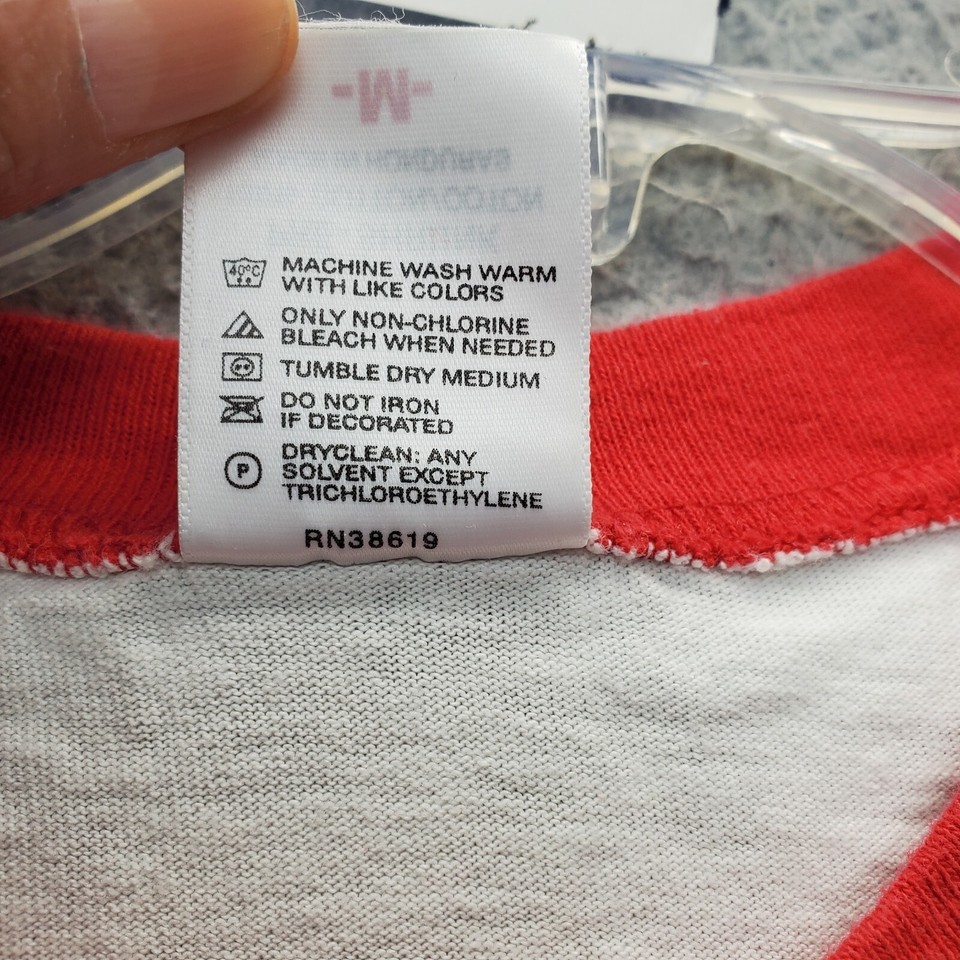 -M-
40°C
MACHINE WASH WARM
WITH LIKE COLORS
ONLY NON-CHLORINE
BLEACH WHEN NEEDED
TUMBLE DRY MEDIUM
DO NOT IRON
IF DECORATED
P
DRYCLEAN: ANY
SOLVENT EXCEPT
TRICHLOROETHYLENE
RN38619